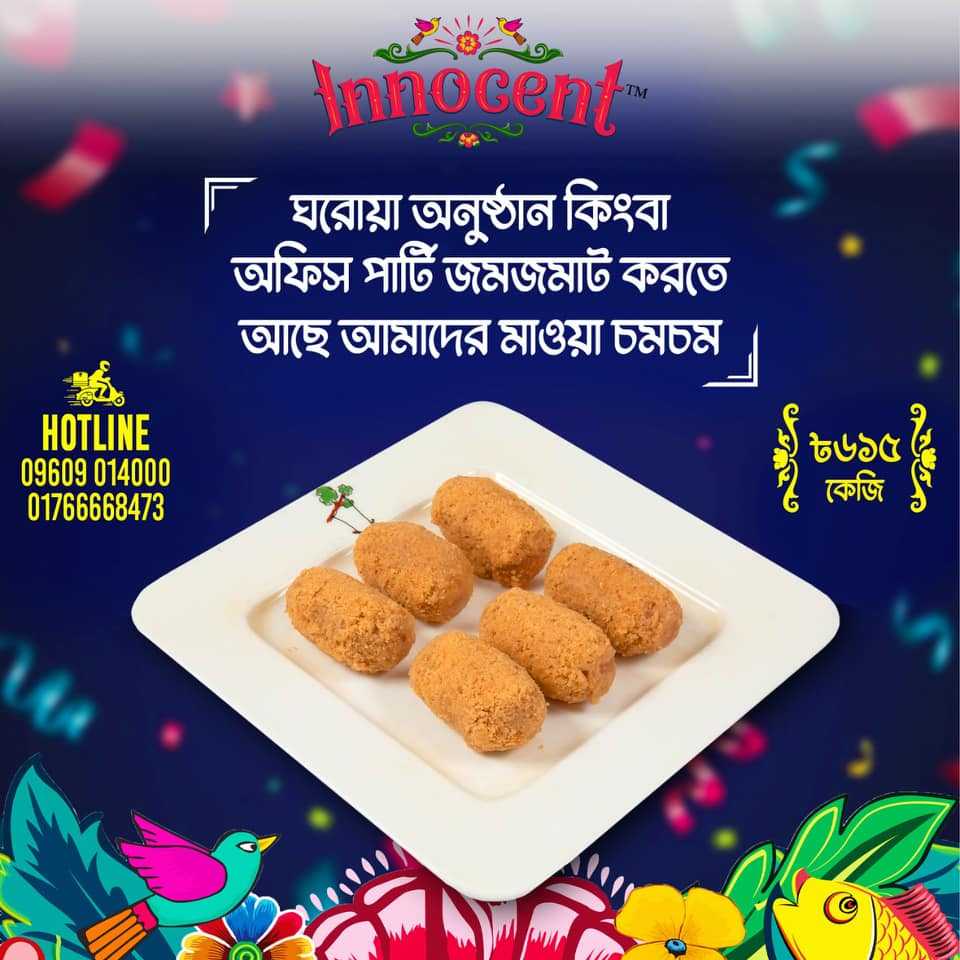 Innocent™
ঘরোয়া অনুষ্ঠান কিংবা
অফিস পার্টি জমজমাট করতে
আছে আমাদের মাওয়া চমচম
HOTLINE
09609 014000
01766668473
৳৬১৫
কেজি